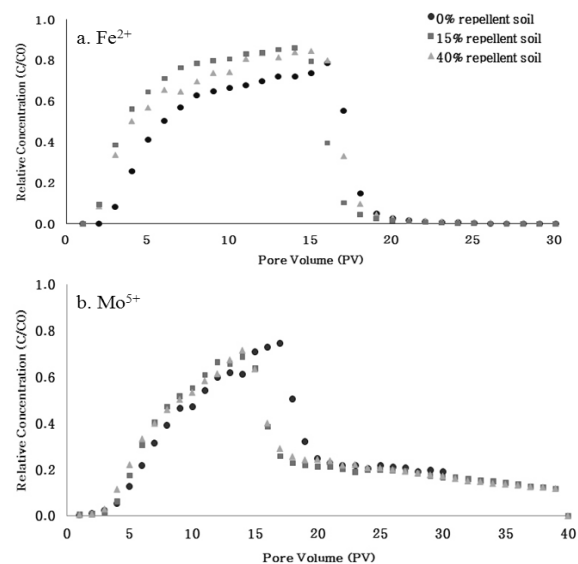 a. Fe2+
0% repellent soil
15% repellent soil
40% repellent soil
Relative Concentration (C/C0)
1.0
0.8
0.6
0.4
0.2
0.0
0 5 10 15 20 25 30
Pore Volume (PV)
b. Mo5+
Relative Concentration (C/C0)
1.0
0.8
0.6
0.4
0.2
0.0
0 5 10 15 20 25 30 35 40
Pore Volume (PV)